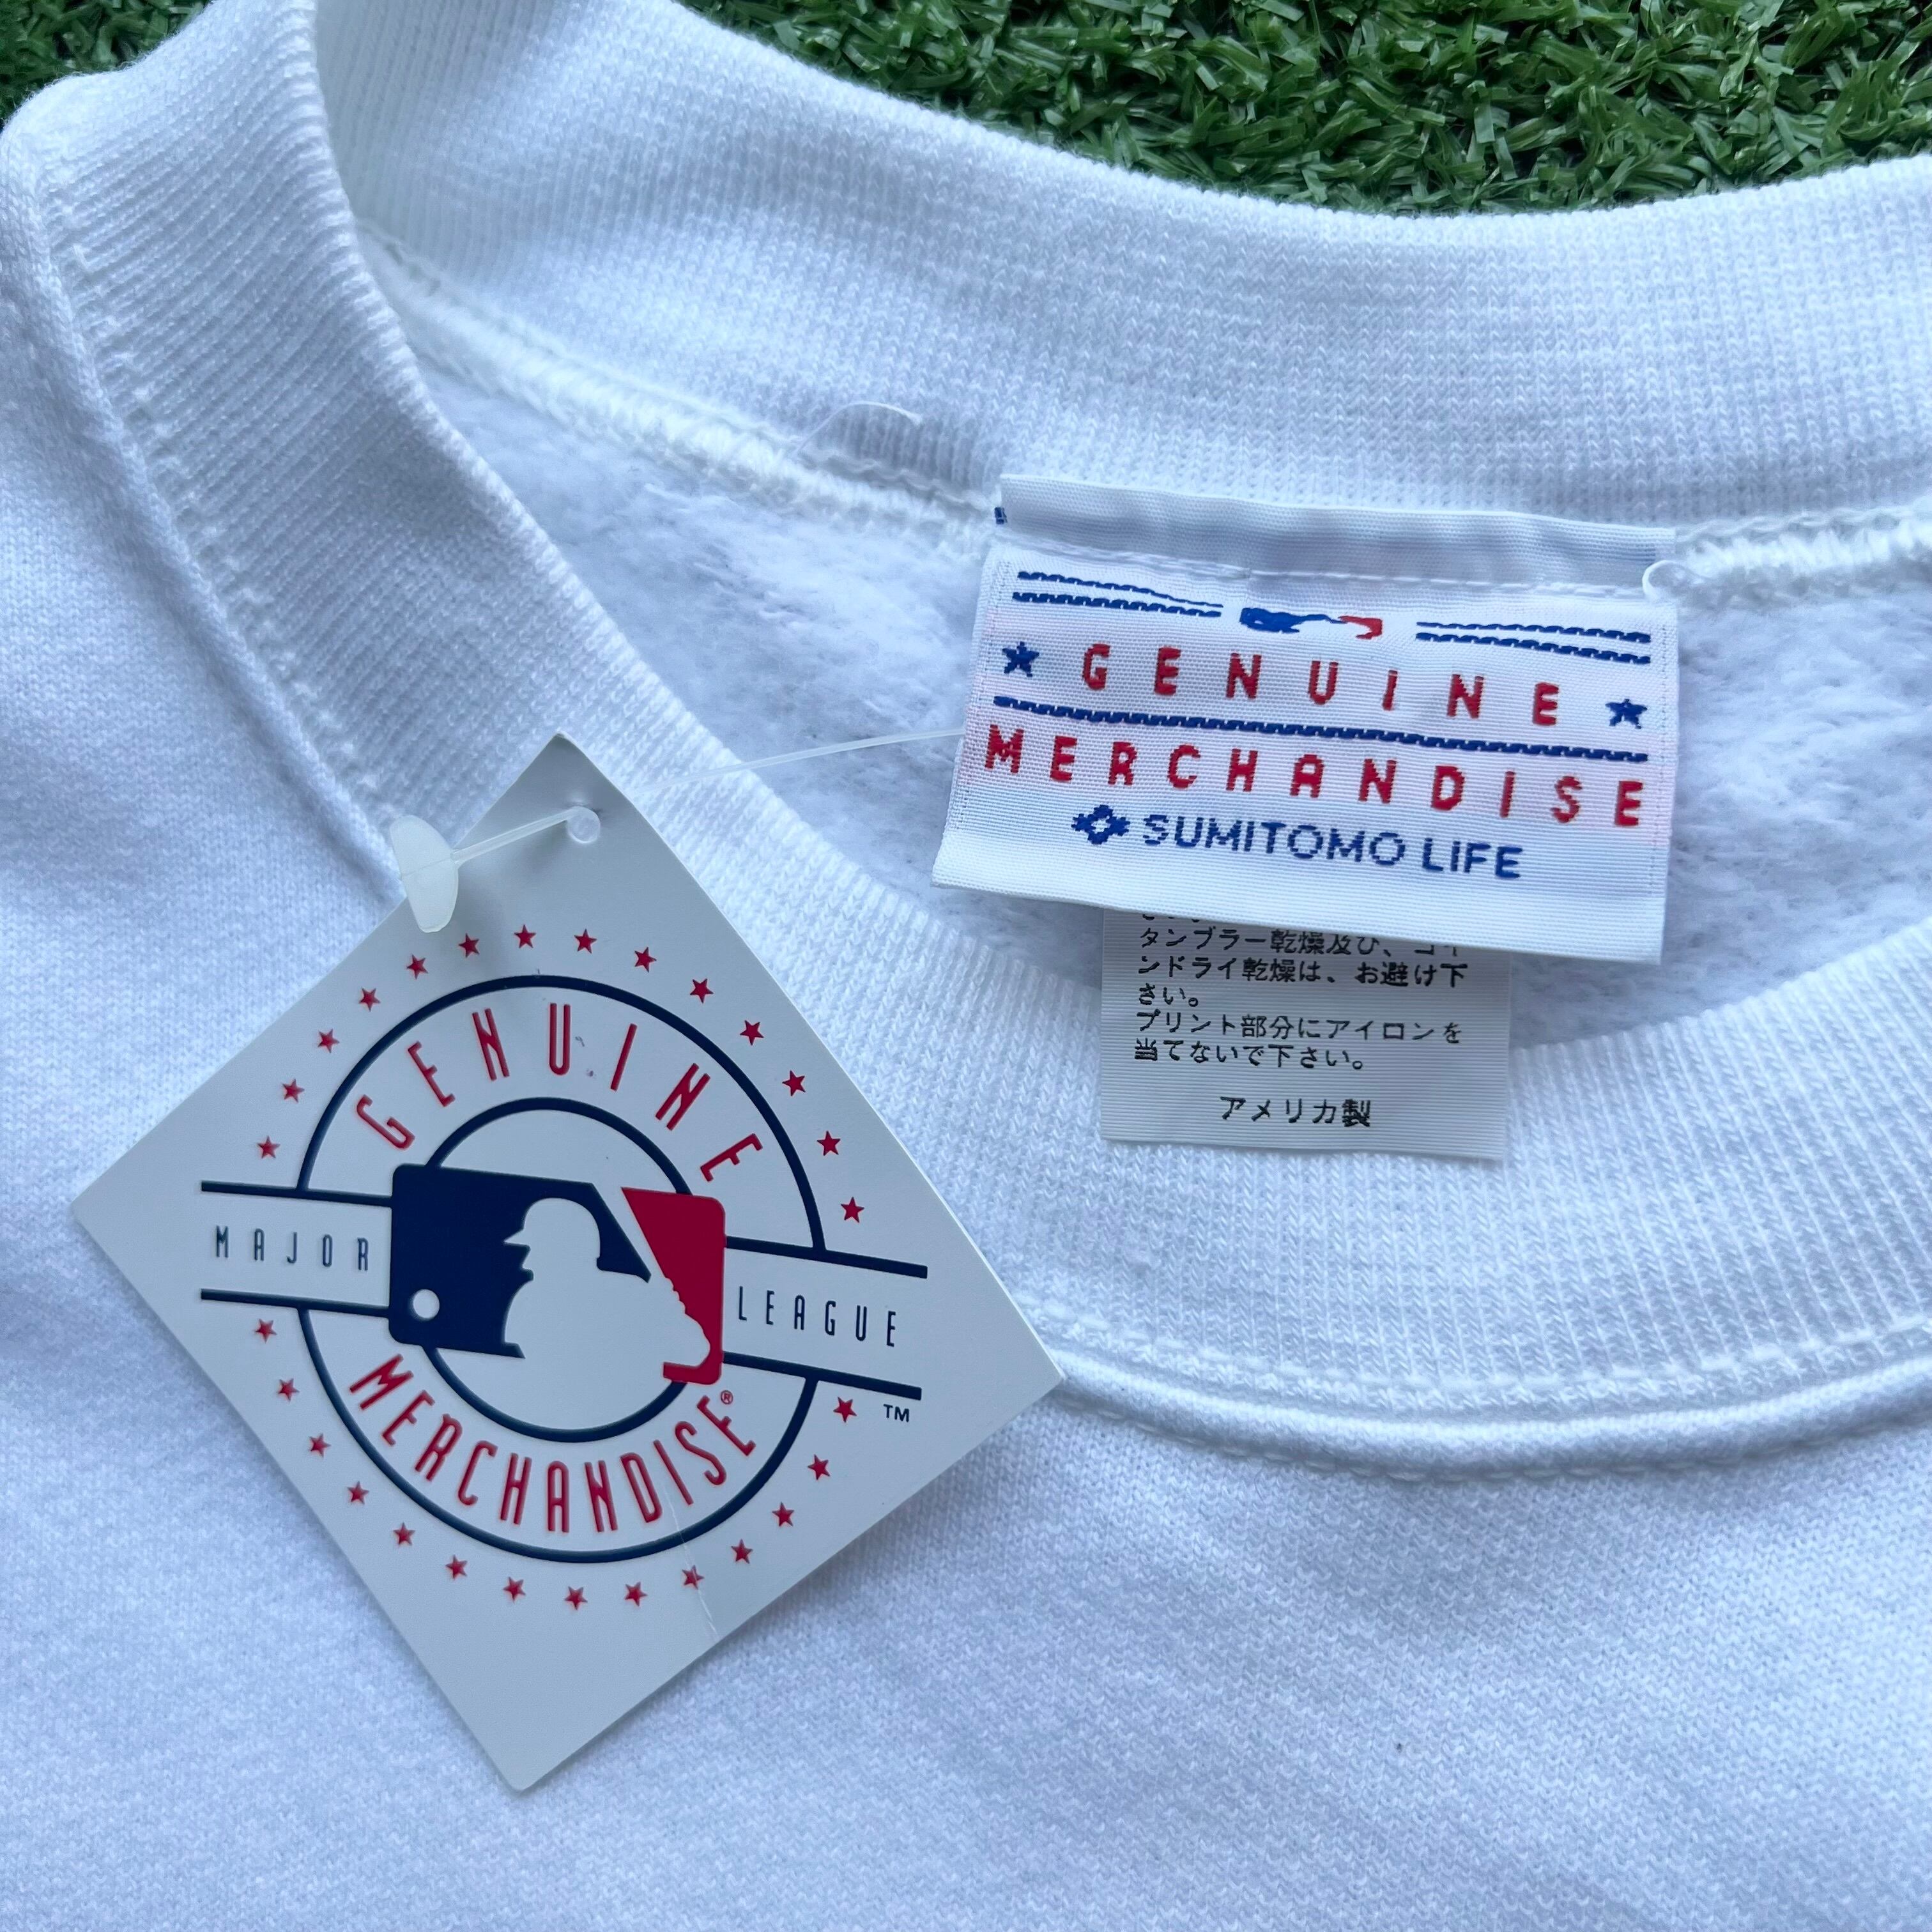 GENUINE
MERCHANDISE
SUMITOMO LIFE
タンブラー乾燥及び、コイ
ンドライ乾燥は、お避け下
さい。
プリント部分にアイロンを
当てないで下さい。
アメリカ製
GENUINE
MAJOR LEAGUE
MERCHANDISE®
TM